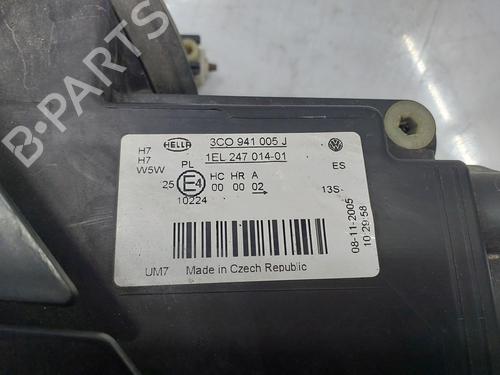 HELLA 3C0 941 005 J
H7 1EL 247 014-01
H7 PL ES
W5W HC HR A
25 E4 00 00 02 13S-
10224
08-11-2005
10:29:58
UM7 Made in Czech Republic